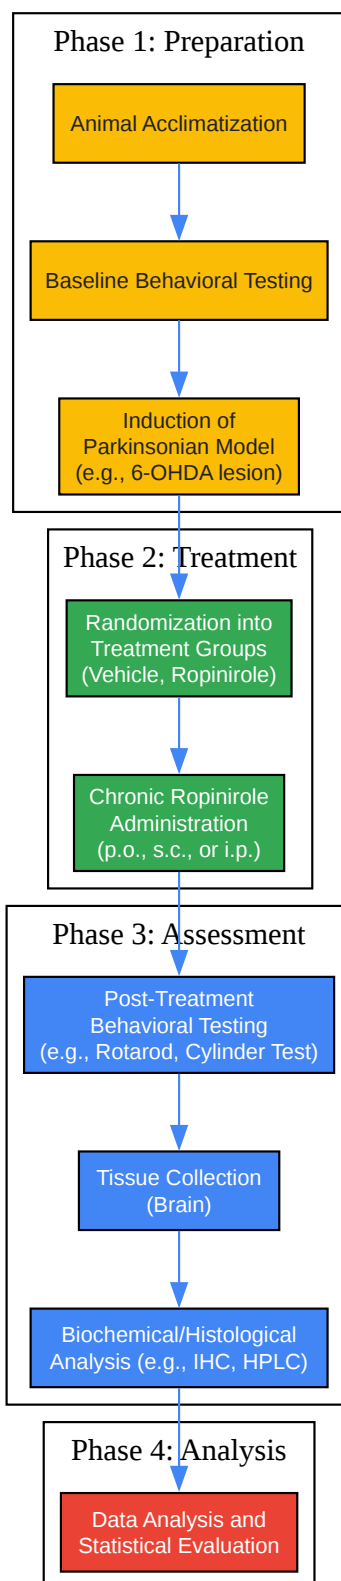 Phase 1: Preparation
Animal Acclimatization
Baseline Behavioral Testing
Induction of
Parkinsonian Model
(e.g., 6-OHDA lesion)
Phase 2: Treatment
Randomization into
Treatment Groups
(Vehicle, Ropinirole)
Chronic Ropinirole
Administration
(p.o., s.c., or i.p.)
Phase 3: Assessment
Post-Treatment
Behavioral Testing
(e.g., Rotarod, Cylinder Test)
Tissue Collection
(Brain)
Biochemical/Histological
Analysis (e.g., IHC, HPLC)
Phase 4: Analysis
Data Analysis and
Statistical Evaluation